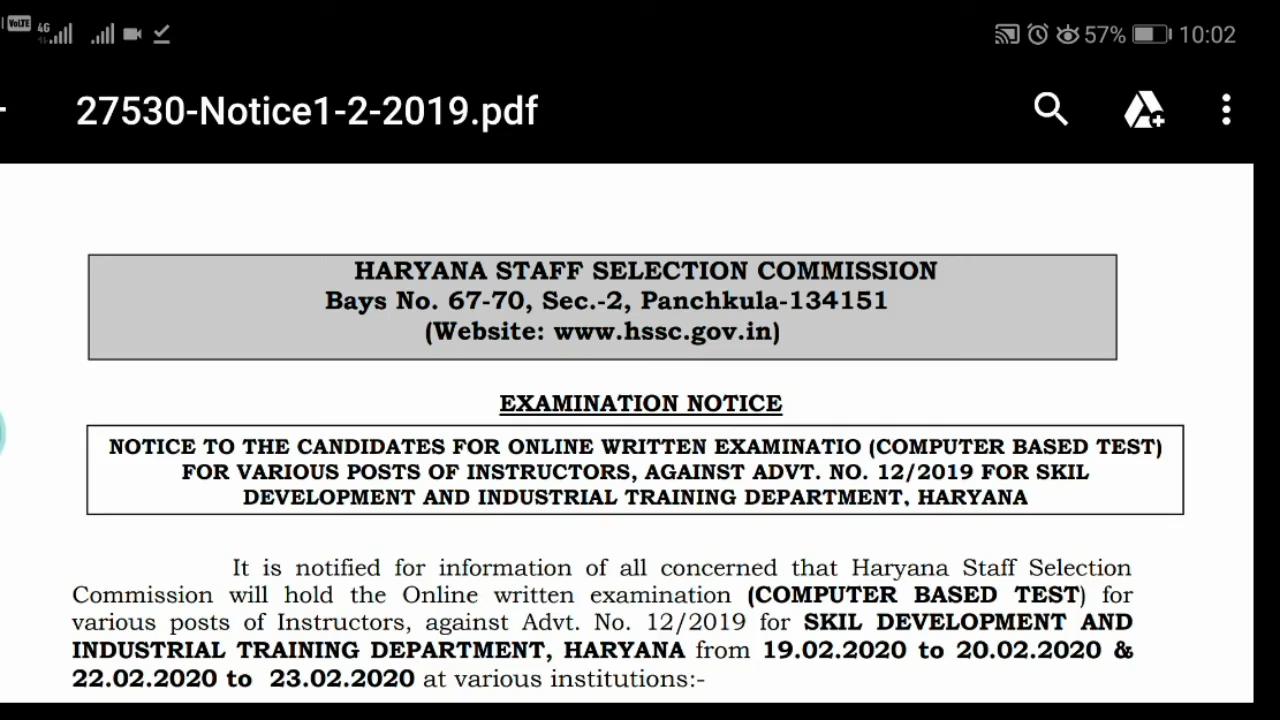 VoLTE 4G 57% 10:02
27530-Notice1-2-2019.pdf
HARYANA STAFF SELECTION COMMISSION
Bays No. 67-70, Sec.-2, Panchkula-134151
(Website: www.hssc.gov.in)
EXAMINATION NOTICE
NOTICE TO THE CANDIDATES FOR ONLINE WRITTEN EXAMINATIO (COMPUTER BASED TEST)
FOR VARIOUS POSTS OF INSTRUCTORS, AGAINST ADVT. NO. 12/2019 FOR SKIL
DEVELOPMENT AND INDUSTRIAL TRAINING DEPARTMENT, HARYANA
It is notified for information of all concerned that Haryana Staff Selection
Commission will hold the Online written examination (COMPUTER BASED TEST) for
various posts of Instructors, against Advt. No. 12/2019 for SKIL DEVELOPMENT AND
INDUSTRIAL TRAINING DEPARTMENT, HARYANA from 19.02.2020 to 20.02.2020 &
22.02.2020 to 23.02.2020 at various institutions:-